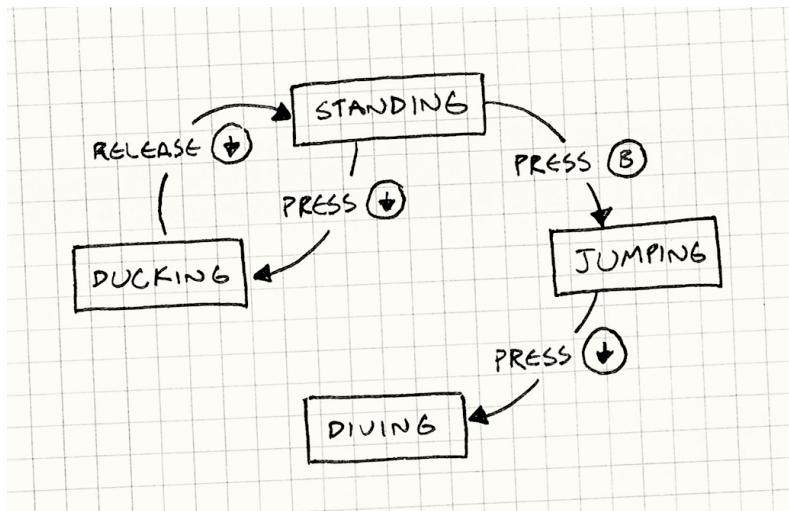 STANDING
RELEASE ↓
PRESS B
PRESS ↓
DUCKING
JUMPING
PRESS ↓
DIVING